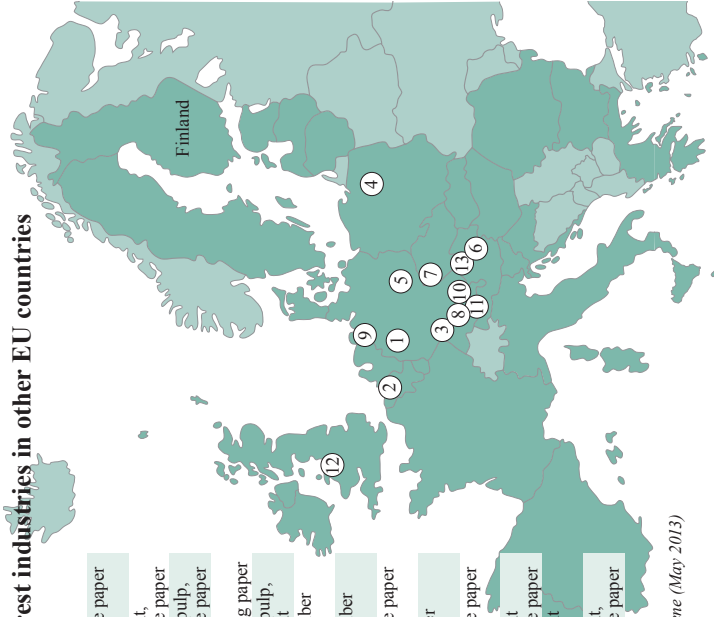 rest industries in other EU countries
Finland
e paper
t,
e paper
pulp,
e paper
g paper
pulp,
t
ber
ber
e paper
r
e paper
t
e paper
t,
e paper
4
5
7
6
13
10
8
11
3
9
1
2
12
ne (May 2013)